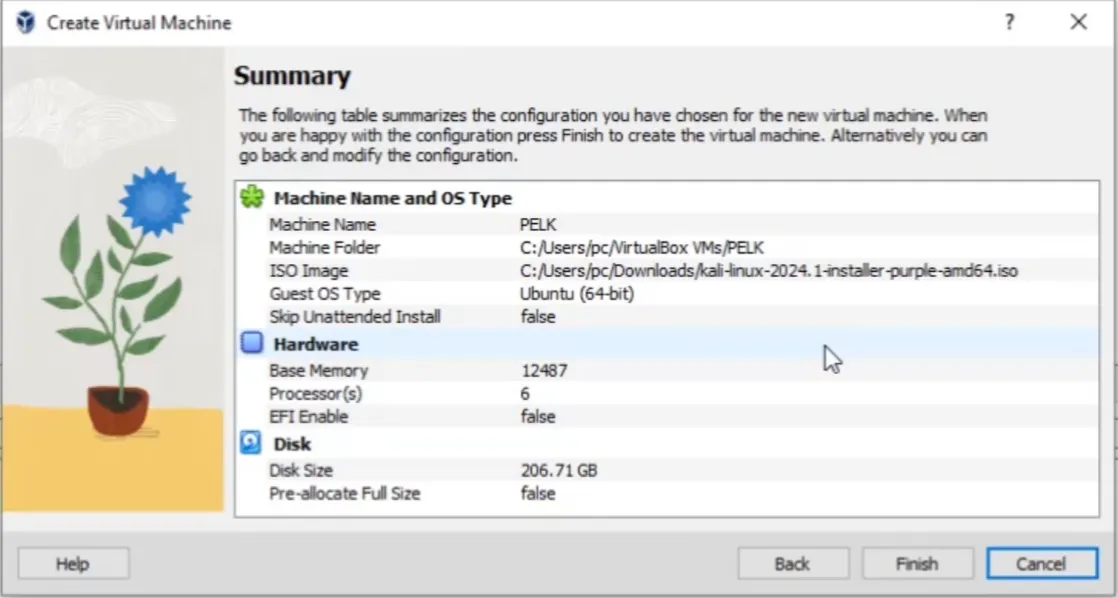 Create Virtual Machine
?
Summary
The following table summarizes the configuration you have chosen for the new virtual machine. When
you are happy with the configuration press Finish to create the virtual machine. Alternatively you can
go back and modify the configuration.
Machine Name and OS Type
Machine Name PELK
Machine Folder C:/Users/pc/VirtualBox VMs/PELK
ISO Image C:/Users/pc/Downloads/kali-linux-2024.1-installer-purple-amd64.iso
Guest OS Type Ubuntu (64-bit)
Skip Unattended Install false
Hardware
Base Memory 12487
Processor(s) 6
EFI Enable false
Disk
Disk Size 206.71 GB
Pre-allocate Full Size false
Help Back Finish Cancel